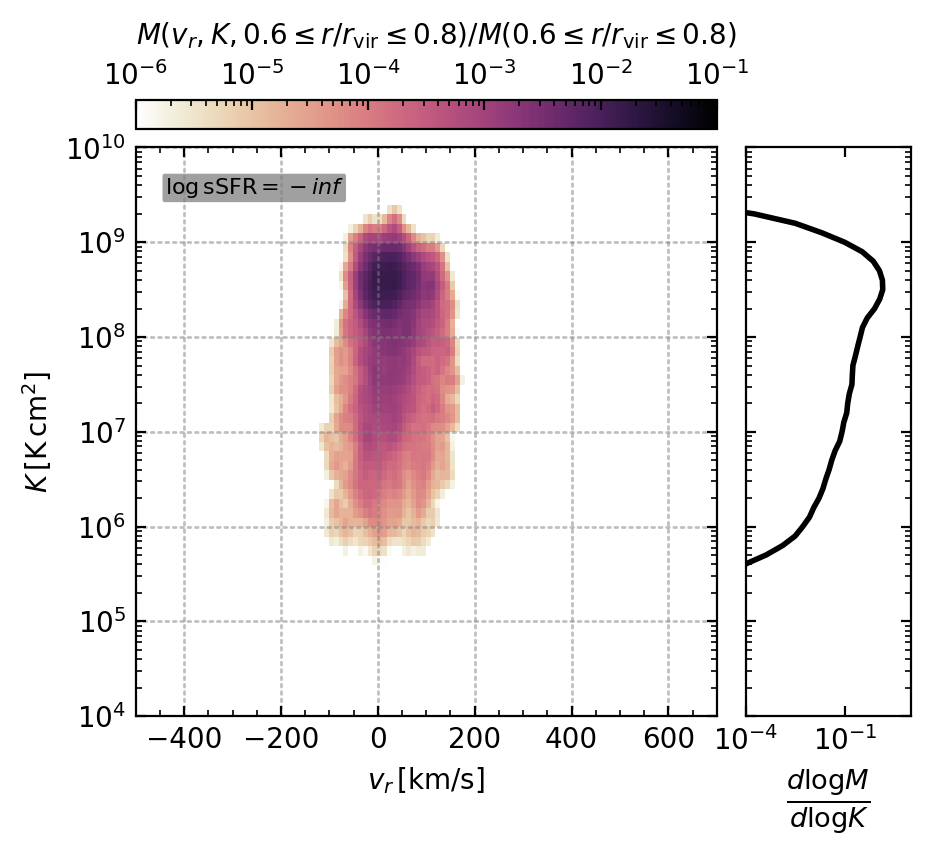 M(v_r, K, 0.6 ≤ r/r_vir ≤ 0.8)/M(0.6 ≤ r/r_vir ≤ 0.8)
10^-6 10^-5 10^-4 10^-3 10^-2 10^-1
log sSFR = −inf
10^10
10^9
10^8
10^7
10^6
10^5
10^4
K [K cm^2]
−400 −200 0 200 400 600
v_r [km/s]
10^-4 10^-1
dlogM
dlogK